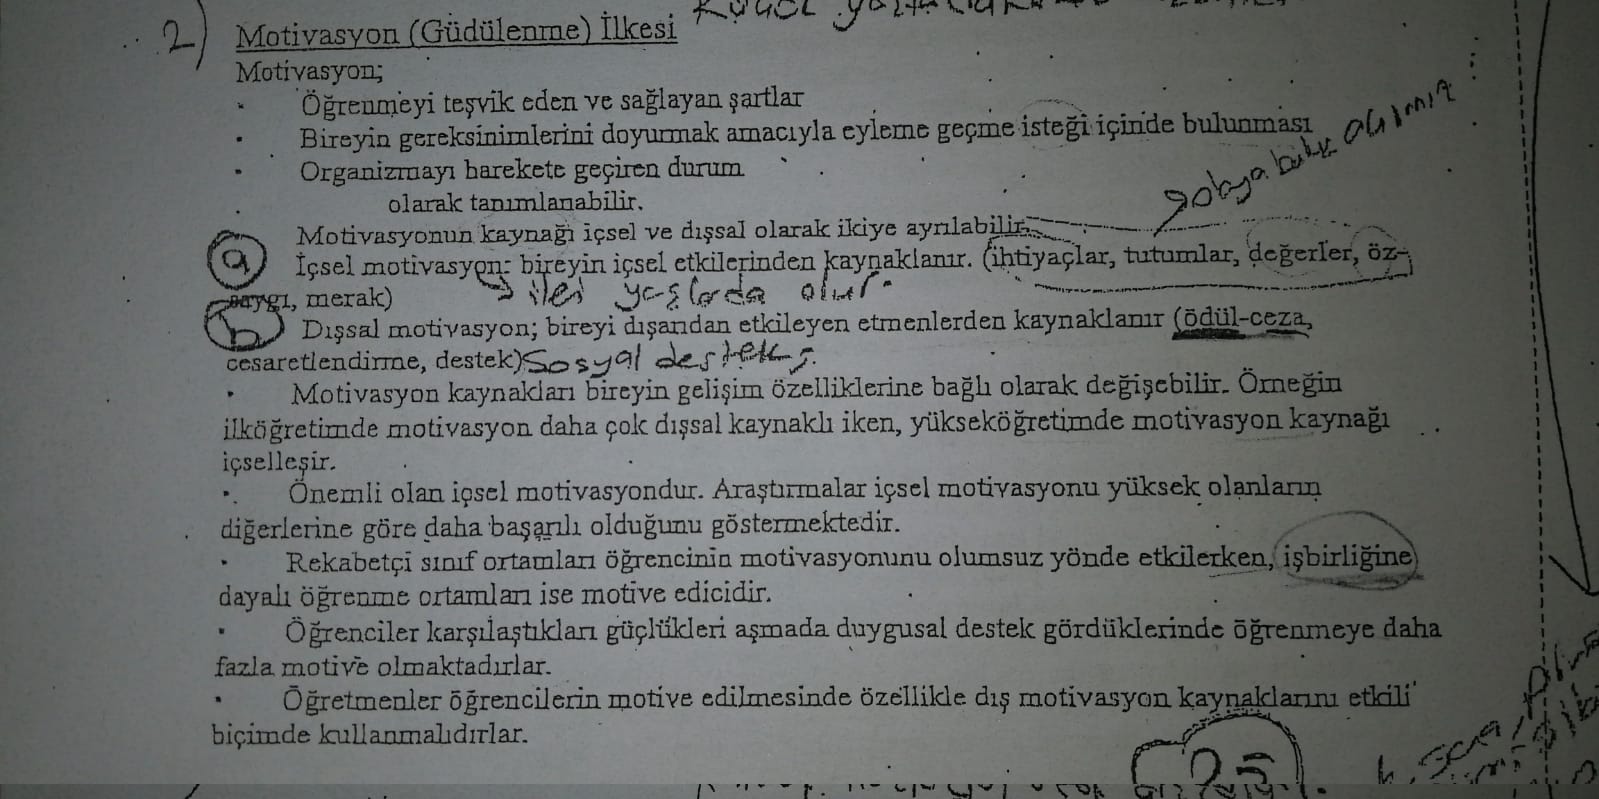 2) Motivasyon (Güdülenme) İlkesi
Motivasyon;
· Öğrenmeyi teşvik eden ve sağlayan şartlar
· Bireyin gereksinimlerini doyurmak amacıyla eyleme geçme isteği içinde bulunması
· Organizmayı harekete geçiren durum
olarak tanımlanabilir.
· Motivasyonun kaynağı içsel ve dışsal olarak ikiye ayrılabilir.
a) İçsel motivasyon: bireyin içsel etkilerinden kaynaklanır. (ihtiyaçlar, tutumlar, değerler, öz-
saygı, merak) → ileri yaşlarda olur.
b) Dışsal motivasyon; bireyi dışarıdan etkileyen etmenlerden kaynaklanır (ödül-ceza,
cesaretlendirme, destek) Sosyal destek
· Motivasyon kaynakları bireyin gelişim özelliklerine bağlı olarak değişebilir. Örneğin
ilköğretimde motivasyon daha çok dışsal kaynaklı iken, yükseköğretimde motivasyon kaynağı
içselleşir.
· Önemli olan içsel motivasyondur. Araştırmalar içsel motivasyonu yüksek olanların
diğerlerine göre daha başarılı olduğunu göstermektedir.
· Rekabetçi sınıf ortamları öğrencinin motivasyonunu olumsuz yönde etkilerken, işbirliğine
dayalı öğrenme ortamları ise motive edicidir.
· Öğrenciler karşılaştıkları güçlükleri aşmada duygusal destek gördüklerinde öğrenmeye daha
fazla motive olmaktadırlar.
· Öğretmenler öğrencilerin motive edilmesinde özellikle dış motivasyon kaynaklarını etkili
biçimde kullanmalıdırlar.
25